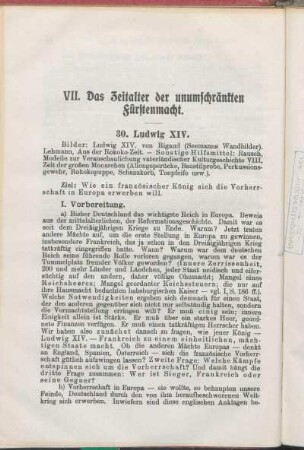 VII. Das Zeitalter der unumschränkten
Fürstenmacht.
30. Ludwig XIV.
Bilder: Ludwig XIV. von Rigaud (Seemanns Wandbilder).
Lehmann, Aus der Rokoko-Zeit. — Sonstige Hilfsmittel: Rausch,
Modelle zur Veranschaulichung vaterländischer Kulturgeschichte VIII,
Zeit der großen Monarchen (Allongeperücke, Perkussions-
gewehr, Rokokopuppe, Schnurkorb, Tonpfeife usw.).
Ziel: Wie ein französischer König sich die Vorherr-
schaft in Europa erwerben will.
I. Vorbereitung.
a) Bisher Deutschland das wichtigste Reich in Europa. Beweis
aus der mittelalterlichen, der Reformationsgeschichte. Damit war es
seit dem Dreißigjährigen Kriege zu Ende. Warum? Jetzt traten
andere Mächte auf, um die erste Stellung in Europa zu erwerben,
insbesondere Frankreich, das ja schon in den Dreißigjährigen Krieg
tatkräftig eingegriffen hatte. Warum war dem deutschen
Reich seine führende Rolle verloren gegangen, warum war es der
Tummelplatz fremder Völker geworden? (Innere Zerrissenheit,
200 und mehr Länder und Ländchen, jeder Staat neidisch und eifer-
süchtig auf den andern, daher völlige Ohnmacht; Mangel eines
Reichsheeres; Mangel geordneter Reichssteuern; die nur auf
ihre Hausmacht bedachten habsburgischen Kaiser — vgl. I, S. 186 ff.)
Welche Notwendigkeiten ergeben sich demnach für einen Staat,
der den anderen gegenüber sich nicht nur selbständig halten, sondern
die Vormachtstellung erringen will? Er muß einig sein; innere
Einigkeit allein ist Stärke. Er muß über ein starkes Heer, geord-
nete Finanzen verfügen. Er muß einen tatkräftigen Herrscher haben.
Wir haben also zunächst danach zu fragen, wie jener König —
Ludwig XIV. — Frankreich zu einem einheitlichen, mäch-
tigen Staate macht. Ob die anderen Mächte Europas — denkt
an England, Spanien, Österreich — sich die französische Vorherrschaft
gutwillig anzwingen lassen? Zweite Frage: Welche Kämpfe
entspinnen sich um die Vorherrschaft? Und damit hängt die
dritte Frage zusammen: Wer ist Sieger, Frankreich oder
seine Gegner?
b) Vorherrschaft in Europa — sie wollte, so behaupten unsere
Feinde, Deutschland durch den von ihm heraufbeschworenen Welt-
krieg sich erworben. Inwiefern sind diese englischen Anklagen be-